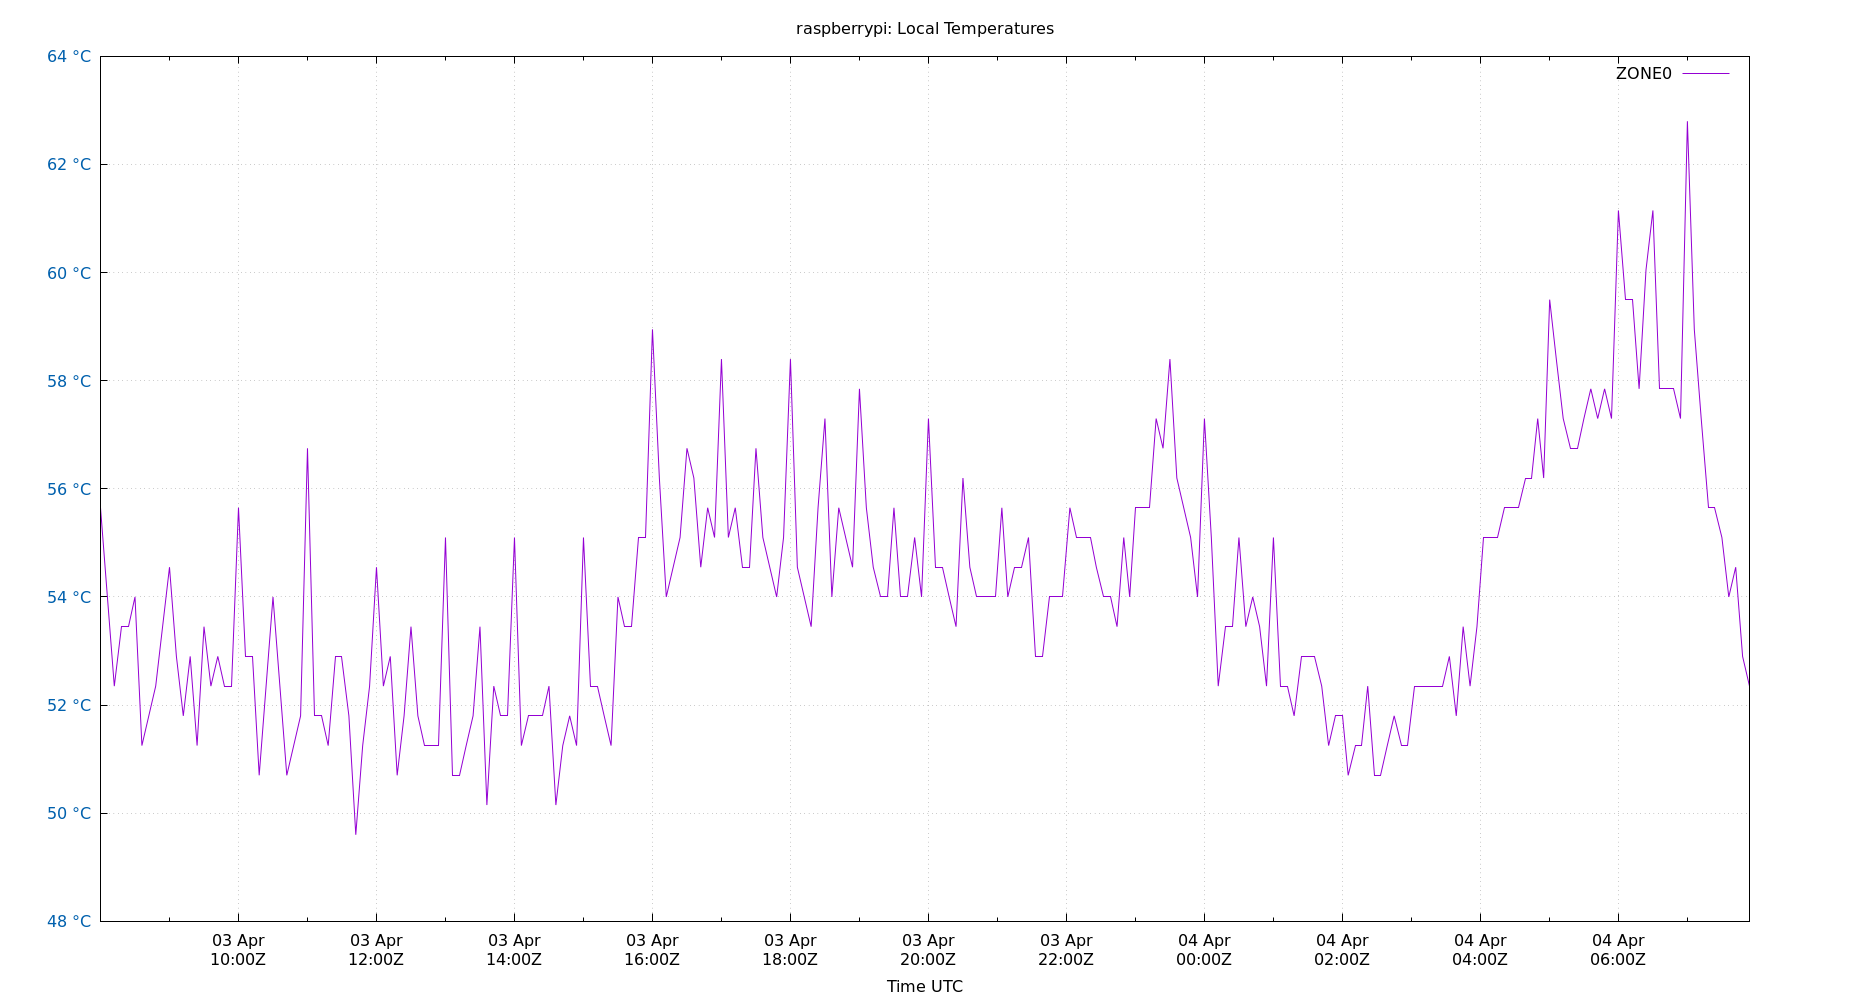 raspberrypi: Local Temperatures
64 °C
ZONE0
62 °C
60 °C
58 °C
56 °C
54 °C
52 °C
50 °C
48 °C
03 Apr 03 Apr 03 Apr 03 Apr 03 Apr 03 Apr 03 Apr 04 Apr 04 Apr 04 Apr 04 Apr
10:00Z 12:00Z 14:00Z 16:00Z 18:00Z 20:00Z 22:00Z 00:00Z 02:00Z 04:00Z 06:00Z
Time UTC